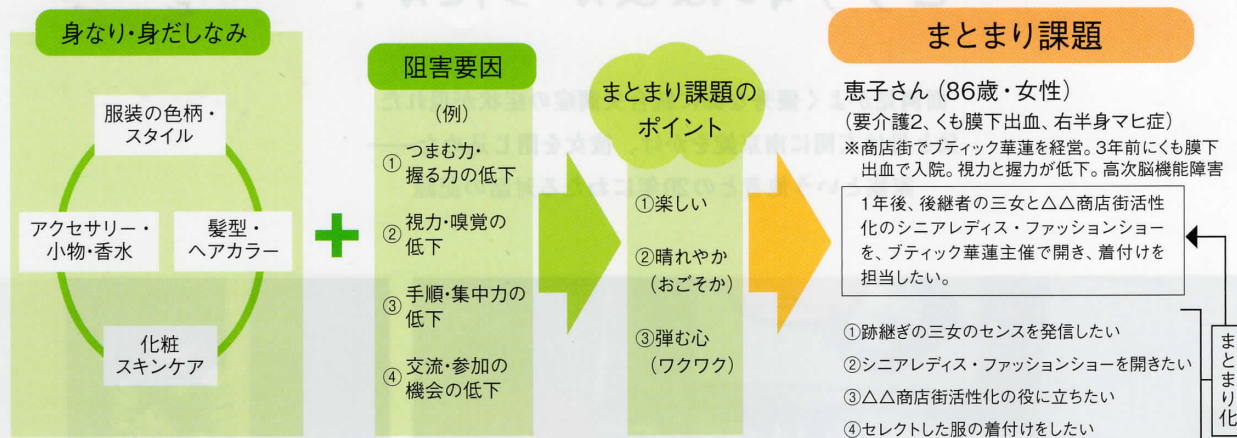 身なり・身だしなみ
服装の色柄・
スタイル
アクセサリー・
小物・香水
髪型・
ヘアカラー
化粧
スキンケア
阻害要因
(例)
① つまむ力・
握る力の低下
② 視力・嗅覚の
低下
③ 手順・集中力の
低下
④ 交流・参加の
機会の低下
まとまり課題の
ポイント
①楽しい
②晴れやか
(おごそか)
③弾む心
(ワクワク)
まとまり課題
恵子さん(86歳・女性)
(要介護2、くも膜下出血、右半身マヒ症)
※商店街でブティック華蓮を経営。3年前にくも膜下
出血で入院。視力と握力が低下。高次脳機能障害
1年後、後継者の三女と△△商店街活性
化のシニアレディス・ファッションショー
を、ブティック華蓮主催で開き、着付けを
担当したい。
①跡継ぎの三女のセンスを発信したい
②シニアレディス・ファッションショーを開きたい
③△△商店街活性化の役に立ちたい
④セレクトした服の着付けをしたい
まとまり化